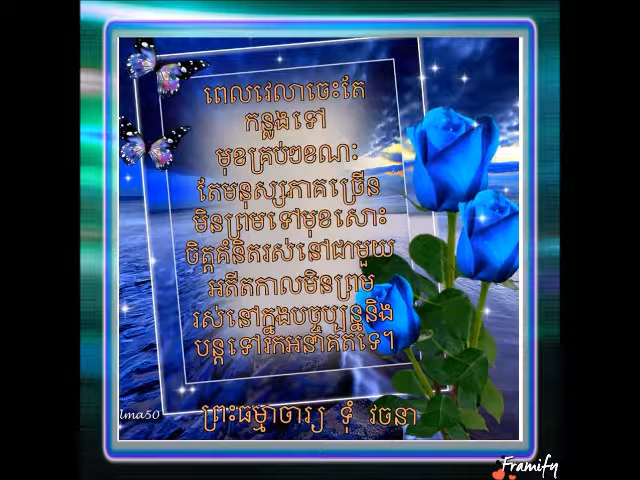 ពេលវេលាចេះតែ
កន្លងទៅ
មុខគ្រប់ៗខណៈ
តែមនុស្សភាគច្រើន
មិនព្រមទៅមុខសោះ
ចិត្តគំនិតរស់នៅជាមួយ
អតីតកាលមិនព្រម
រស់នៅក្នុងបច្ចុប្បន្ននិង
បន្តទៅរកអនាគតទេ។
ព្រះធម្មាចារ្យ ទុំ វចនា
lma50
Framify